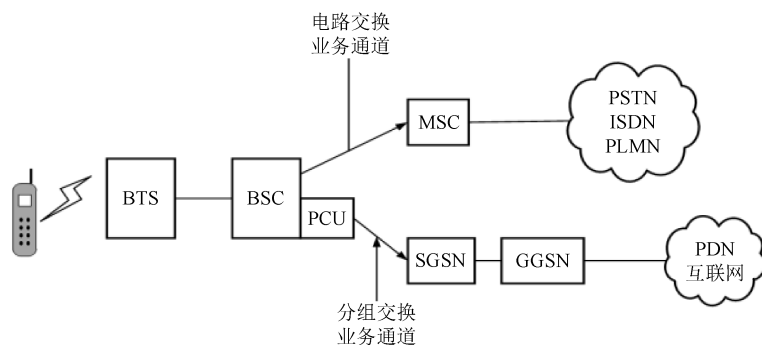 电路交换
业务通道
MSC
PSTN
ISDN
PLMN
BTS
BSC
PCU
SGSN
GGSN
PDN
互联网
分组交换
业务通道